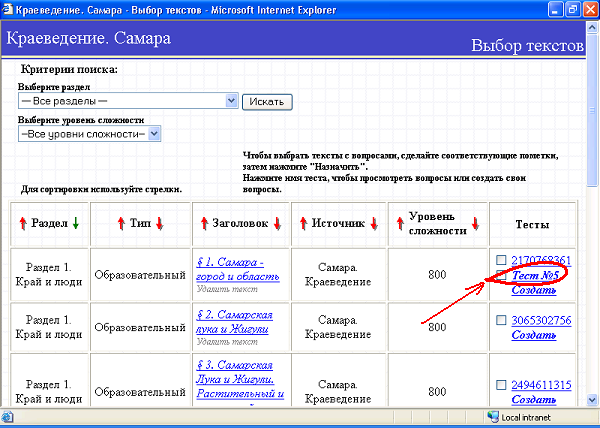 Краеведение. Самара - Выбор текстов - Microsoft Internet Explorer
Краеведение. Самара
Выбор текстов
Критерии поиска:
Выберите раздел
— Все разделы —
Искать
Выберите уровень сложности
–Все уровни сложности–
Чтобы выбрать тексты с вопросами, сделайте соответствующие пометки,
затем нажмите "Назначить".
Нажмите имя теста, чтобы просмотреть вопросы или создать свои
вопросы.
Для сортировки используйте стрелки.
Раздел
Тип
Заголовок
Источник
Уровень
сложности
Тесты
Раздел 1.
Край и люди
Образовательный
§ 1. Самара -
город и область
Удалить текст
Самара.
Краеведение
800
2170768361
Тест №5
Создать
Раздел 1.
Край и люди
Образовательный
§ 2. Самарская
лука и Жигули
Удалить текст
Самара.
Краеведение
800
3065302756
Создать
Раздел 1.
Край и люди
Образовательный
§ 3. Самарская
Лука и Жигули.
Растительный и
Самара.
Краеведение
800
2494611315
Создать
Local intranet